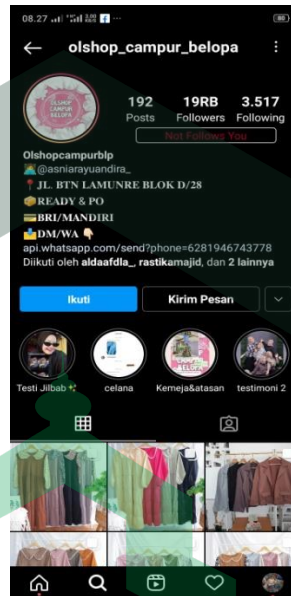 08.27
olshop_campur_belopa
OLSHOP
CAMPUR
BELOPA
192 19RB 3.517
Posts Followers Following
Not Follows You
Olshopcampurblp
@asniarayuandira_
JL. BTN LAMUNRE BLOK D/28
READY & PO
BRI/MANDIRI
DM/WA
api.whatsapp.com/send?phone=6281946743778
Diikuti oleh aldaafdla_, rastikamajid, dan 2 lainnya
Ikuti Kirim Pesan
Testi Jilbab celana Kemeja&atasan testimoni 2